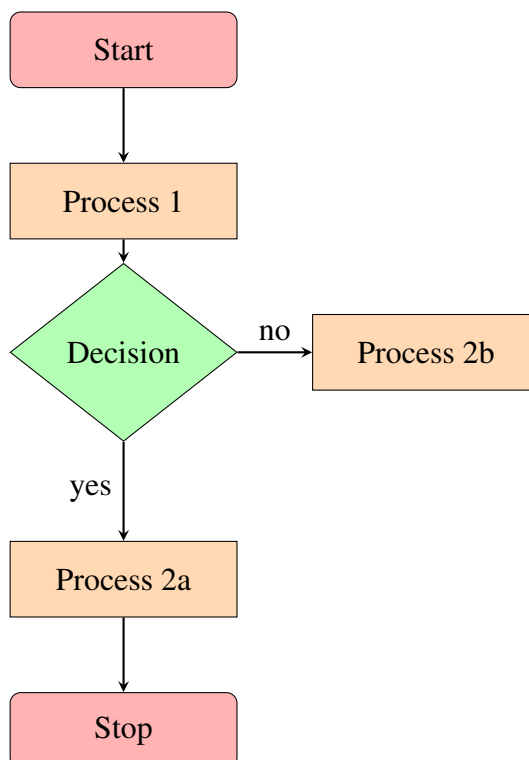 Start
Process 1
Decision
no
Process 2b
yes
Process 2a
Stop